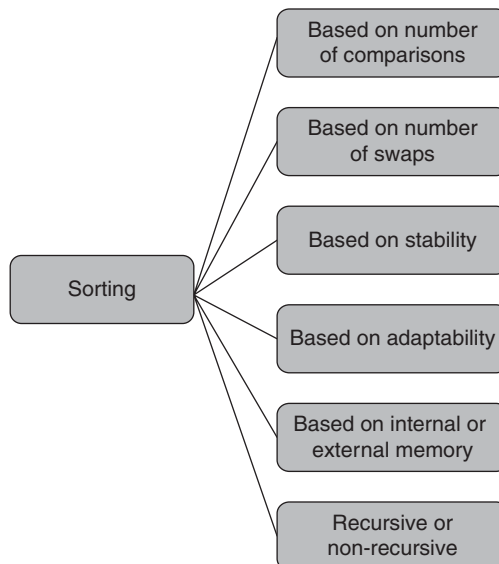 Based on number
of comparisons
Based on number
of swaps
Based on stability
Sorting
Based on adaptability
Based on internal or
external memory
Recursive or
non-recursive